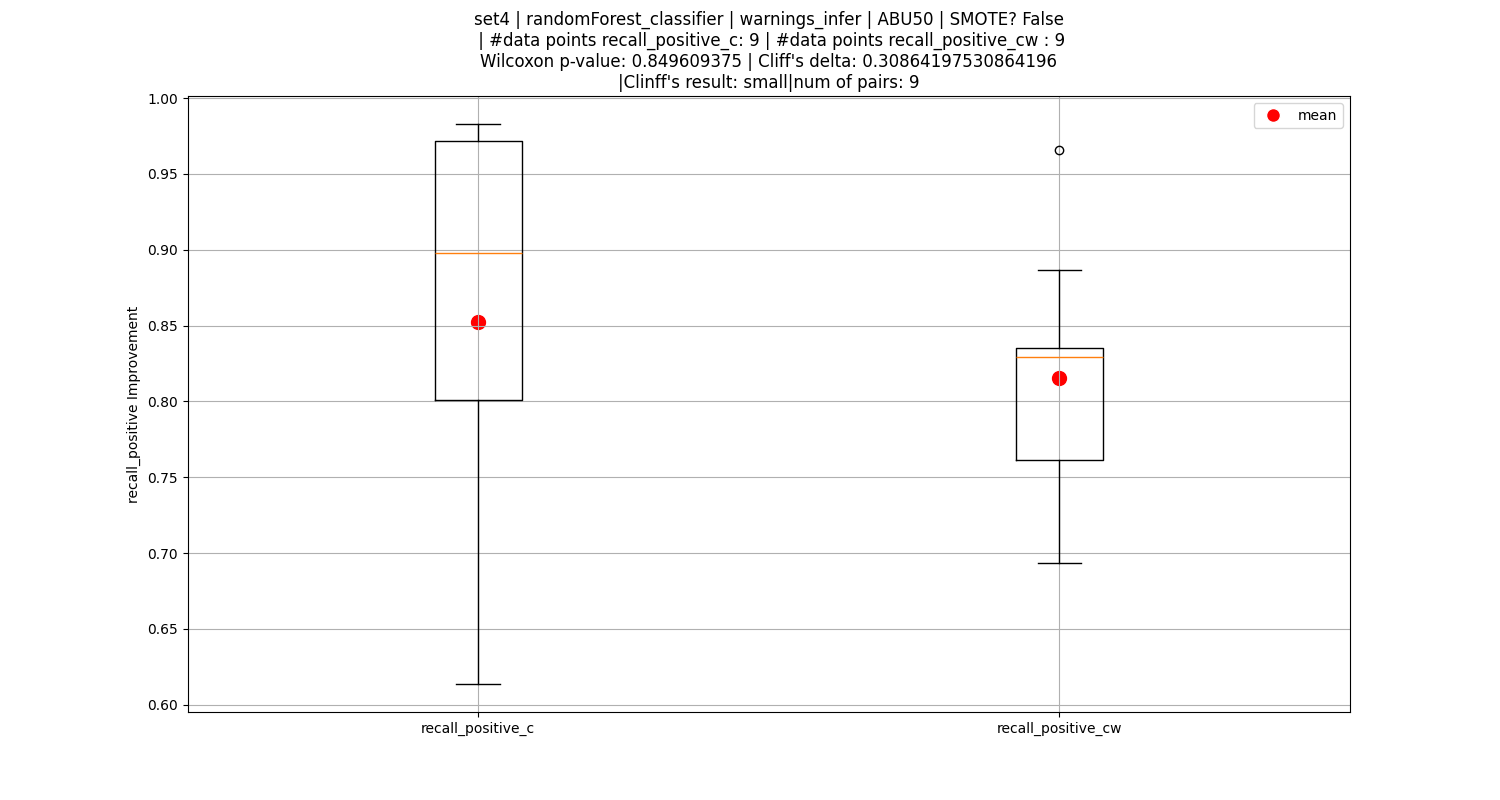 set4 | randomForest_classifier | warnings_infer | ABU50 | SMOTE? False
| #data points recall_positive_c: 9 | #data points recall_positive_cw : 9
Wilcoxon p-value: 0.849609375 | Cliff's delta: 0.30864197530864196
|Clinff's result: small|num of pairs: 9
mean
1.00
0.95
0.90
0.85
0.80
0.75
0.70
0.65
0.60
recall_positive Improvement
recall_positive_c
recall_positive_cw